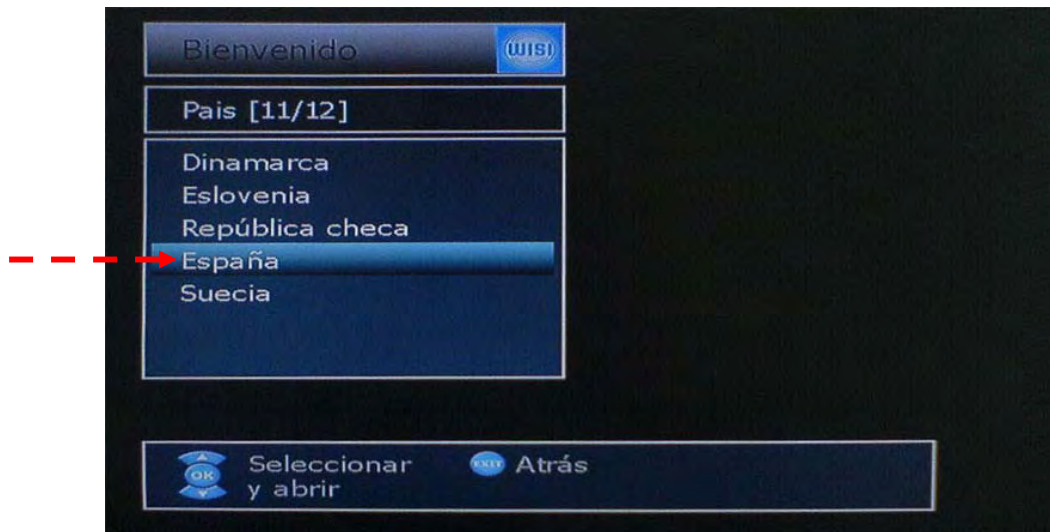 Bienvenido
WISI
Pais [11/12]
Dinamarca
Eslovenia
República checa
España
Suecia
OK
Seleccionar
y abrir
EXIT
Atrás